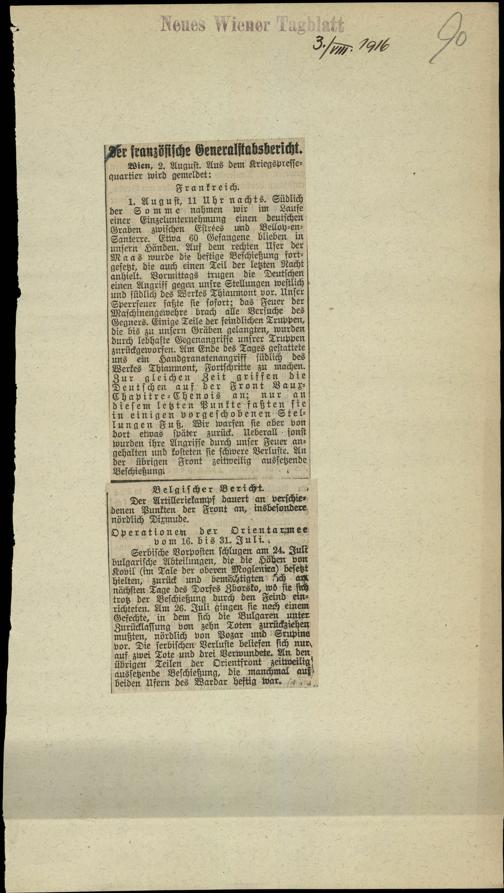 Neues Wiener Tagblatt
3./VIII. 1916
90
Der französische Generalstabsbericht.
Wien, 2. August. Aus dem Kriegspresse-
quartier wird gemeldet:
Frankreich.
1. August, 11 Uhr nachts. Südlich
der Somme nahmen wir im Laufe
einer Einzelunternehmung einen deutschen
Graben zwischen Estrées und Belloy-en-
Santerre. Etwa 60 Gefangene blieben in
unsern Händen. Auf dem rechten Ufer der
Maas wurde die heftige Beschießung fort-
gesetzt, die auch einen Teil der letzten Nacht
anhielt. Vormittags trugen die Deutschen
einen Angriff gegen unsre Stellungen westlich
und südlich des Werkes Thiaumont vor. Unser
Sperrfeuer faßte sie sofort; das Feuer der
Maschinengewehre brach alle Versuche des
Gegners. Einige Teile der feindlichen Truppen,
die bis zu unsern Gräben gelangten, wurden
durch lebhafte Gegenangriffe unsrer Truppen
zurückgeworfen. Am Ende des Tages gestattete
uns ein Handgranatenangriff südlich des
Werkes Thiaumont, Fortschritte zu machen.
Zur gleichen Zeit griffen die
Deutschen auf der Front Vaux-
Chapitre-Chenois an; nur an
diesem letzten Punkte faßten sie
in einigen vorgeschobenen Stel-
lungen Fuß. Wir warfen sie aber von
dort etwas später zurück. Ueberall sonst
wurden ihre Angriffe durch unser Feuer an-
gehalten und kosteten sie schwere Verluste. An
der übrigen Front zeitweilig aussetzende
Beschießung.
Belgischer Bericht.
Der Artilleriekampf dauert an verschie-
denen Punkten der Front an, insbesondere
nördlich Dixmude.
Operationen der Orientarmee
vom 16. bis 31. Juli.
Serbische Vorposten schlugen am 24. Juli
bulgarische Abteilungen, die die Höhen von
Kovil (im Tale der oberen Moglenica) besetzt
hielten, zurück und bemächtigten sich am
nächsten Tage des Dorfes Zborsko, wo sie sich
trotz der Beschießung durch den Feind ein-
richteten. Am 26. Juli gingen sie nach einem
Gefechte, in dem sich die Bulgaren unter
Zurücklassung von zehn Toten zurückziehen
mußten, nördlich von Pozar und Strupina
vor. Die serbischen Verluste beliefen sich nur
auf zwei Tote und drei Verwundete. An den
übrigen Teilen der Orientfront zeitweilig
aussetzende Beschießung, die manchmal auf
beiden Ufern des Wardar heftig war.